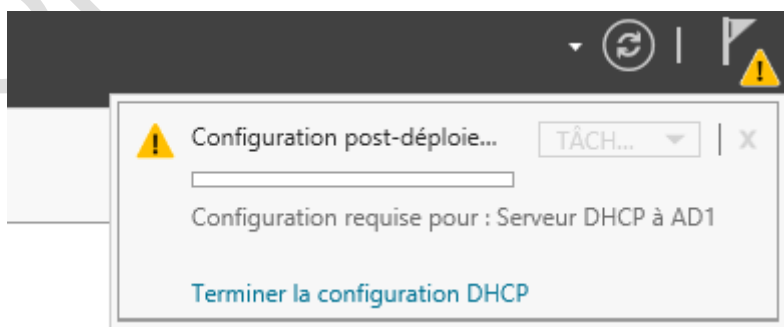 Configuration post-déploie... TÂCH...
Configuration requise pour : Serveur DHCP à AD1
Terminer la configuration DHCP